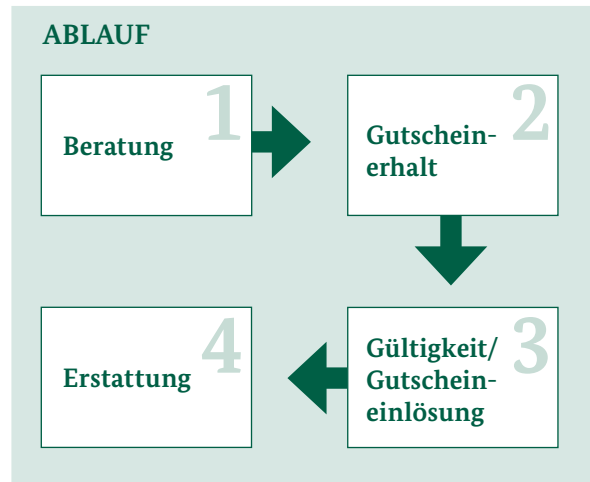 ABLAUF
1
Beratung
2
Gutschein-
erhalt
3
Gültigkeit/
Gutschein-
einlösung
4
Erstattung